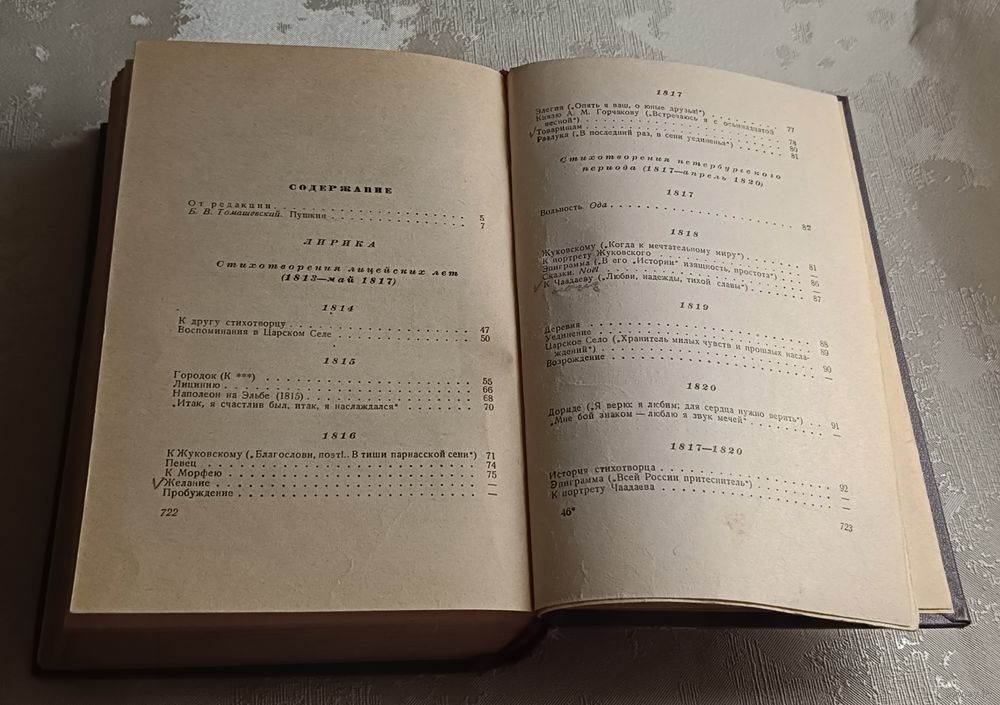 СОДЕРЖАНИЕ
От редакции 5
Б. В. Томашевский. Пушкин 7
ЛИРИКА
Стихотворения лицейских лет
(1813—май 1817)
1814
К другу стихотворцу 47
Воспоминания в Царском Селе 50
1815
Городок (К ***) 55
Лицинию 66
Наполеон на Эльбе (1815) 68
„Итак, я счастлив был, итак, я наслаждался“ 70
1816
К Жуковскому („Благослови, поэт!.. В тиши парнасской сени“) 71
Певец 74
К Морфею 75
Желание —
Пробуждение —
722
1817
Элегия („Опять я ваш, о юные друзья!“) 77
Князю А. М. Горчакову („Встречаюсь я с осьмнадцатой
весной“) 78
Товарищам 80
Разлука („В последний раз, в сени уединенья“) 81
Стихотворения петербургского
периода (1817—апрель 1820)
1817
Вольность. Ода 82
1818
Жуковскому („Когда к мечтательному миру“) 81
К портрету Жуковского —
Эпиграмма („В его „Истории“ изящность, простота“) 86
Сказки. Noël —
К Чаадаеву („Любви, надежды, тихой славы“) 87
1819
Деревня 88
Уединение 89
Царское Село („Хранитель милых чувств и прошлых насла-
ждений“) 90
Возрождение —
1820
Дориде („Я верю: я любим; для сердца нужно верить“) 91
„Мне бой знаком — люблю я звук мечей“ —
1817—1820
История стихотворца 92
Эпиграмма („Всей России притеснитель“) —
К портрету Чаадаева —
46*
723